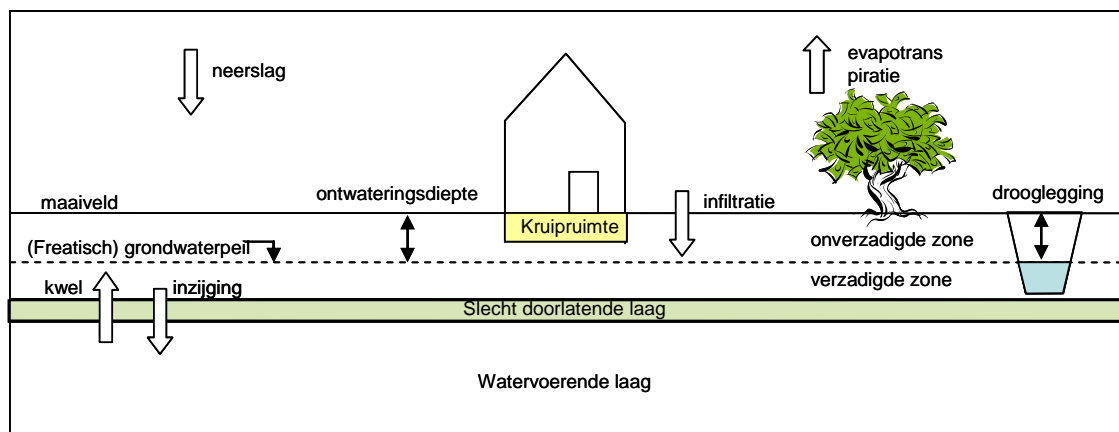 neerslag
evapotrans
piratie
maaiveld
ontwateringsdiepte
infiltratie
drooglegging
Kruipruimte
(Freatisch) grondwaterpeil
onverzadigde zone
kwel
inzijging
verzadigde zone
Slecht doorlatende laag
Watervoerende laag